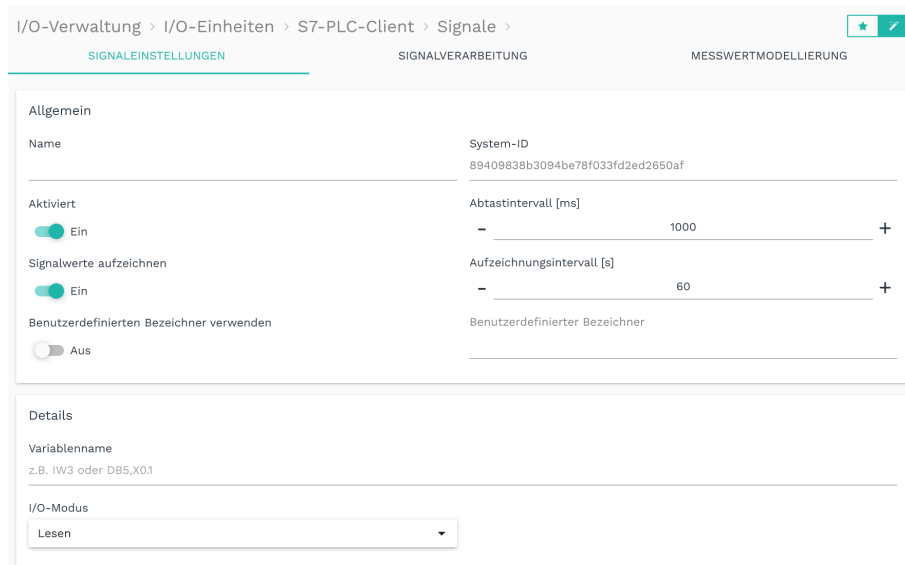 I/O-Verwaltung > I/O-Einheiten > S7-PLC-Client > Signale >
SIGNALEINSTELLUNGEN SIGNALVERARBEITUNG MESSWERTMODELLIERUNG
Allgemein
Name System-ID
89409838b3094be78f033fd2ed2650af
Aktiviert Abtastintervall [ms]
Ein - 1000 +
Signalwerte aufzeichnen Aufzeichnungsintervall [s]
Ein - 60 +
Benutzerdefinierten Bezeichner verwenden Benutzerdefinierter Bezeichner
Aus
Details
Variablenname
z.B. IW3 oder DB5,X0.1
I/O-Modus
Lesen